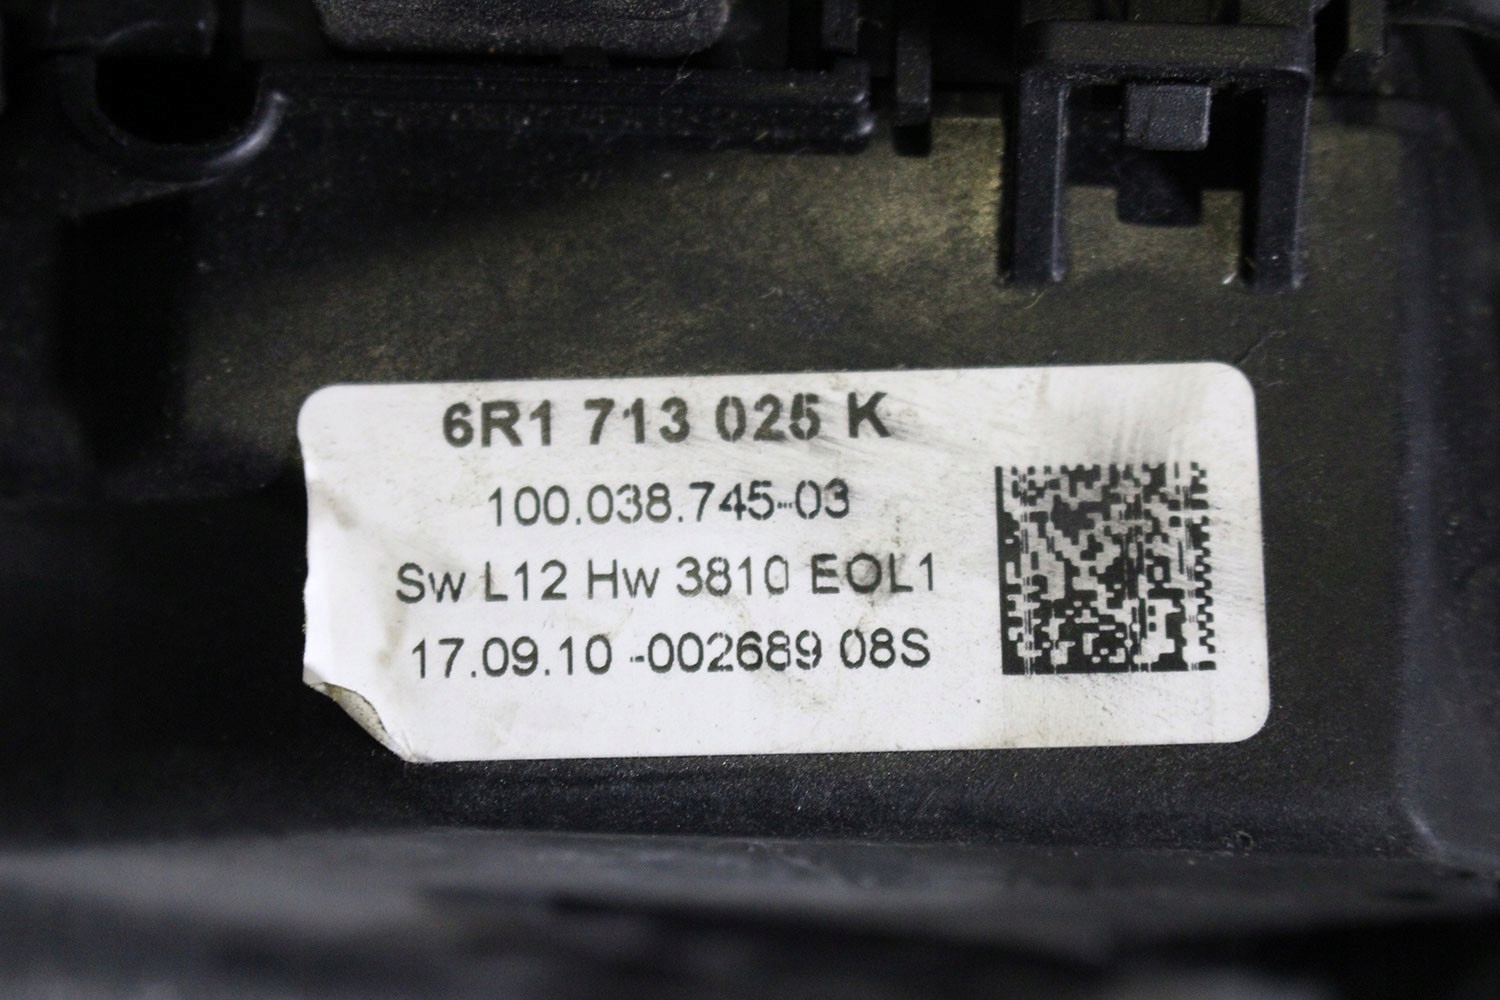 6R1 713 025 K
100.038.745-03
Sw L12 Hw 3810 EOL1
17.09.10 -002689 08S